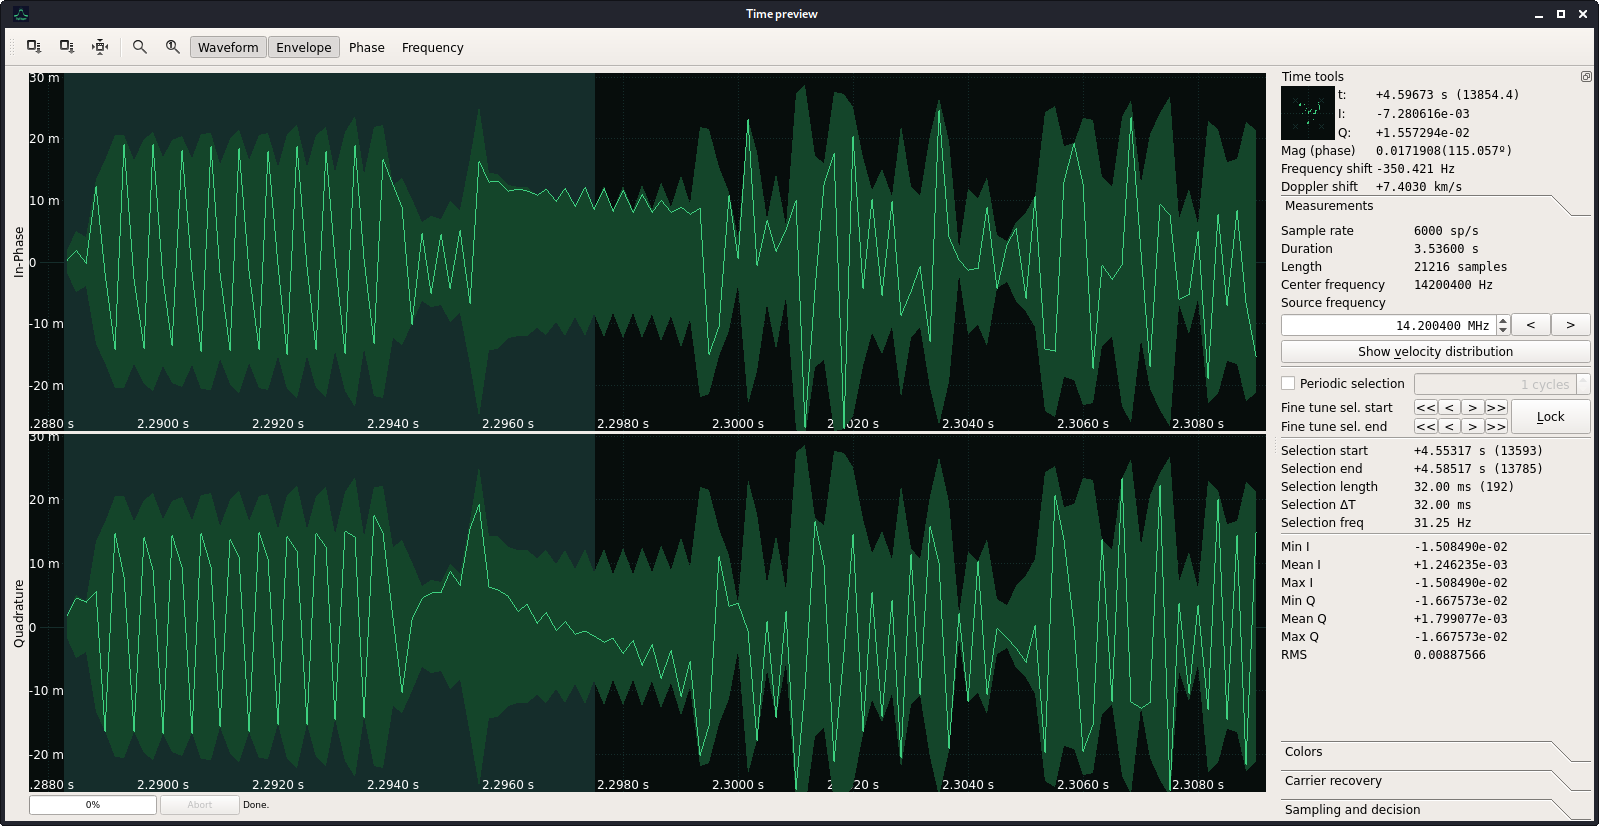 Time preview
Waveform Envelope Phase Frequency
30 m
20 m
10 m
0
-10 m
-20 m
In-Phase
.2880 s 2.2900 s 2.2920 s 2.2940 s 2.2960 s 2.2980 s 2.3000 s 2.3020 s 2.3040 s 2.3060 s 2.3080 s
30 m
20 m
10 m
0
-10 m
-20 m
Quadrature
.2880 s 2.2900 s 2.2920 s 2.2940 s 2.2960 s 2.2980 s 2.3000 s 2.3020 s 2.3040 s 2.3060 s 2.3080 s
0% Abort Done.
Time tools
t: +4.59673 s (13854.4)
I: -7.280616e-03
Q: +1.557294e-02
Mag (phase) 0.0171908(115.057º)
Frequency shift -350.421 Hz
Doppler shift +7.4030 km/s
Measurements
Sample rate 6000 sp/s
Duration 3.53600 s
Length 21216 samples
Center frequency 14200400 Hz
Source frequency
14.200400 MHz < >
Show velocity distribution
Periodic selection 1 cycles
Fine tune sel. start << < > >>
Fine tune sel. end << < > >>
Lock
Selection start +4.55317 s (13593)
Selection end +4.58517 s (13785)
Selection length 32.00 ms (192)
Selection ΔT 32.00 ms
Selection freq 31.25 Hz
Min I -1.508490e-02
Mean I +1.246235e-03
Max I -1.508490e-02
Min Q -1.667573e-02
Mean Q +1.799077e-03
Max Q -1.667573e-02
RMS 0.00887566
Colors
Carrier recovery
Sampling and decision